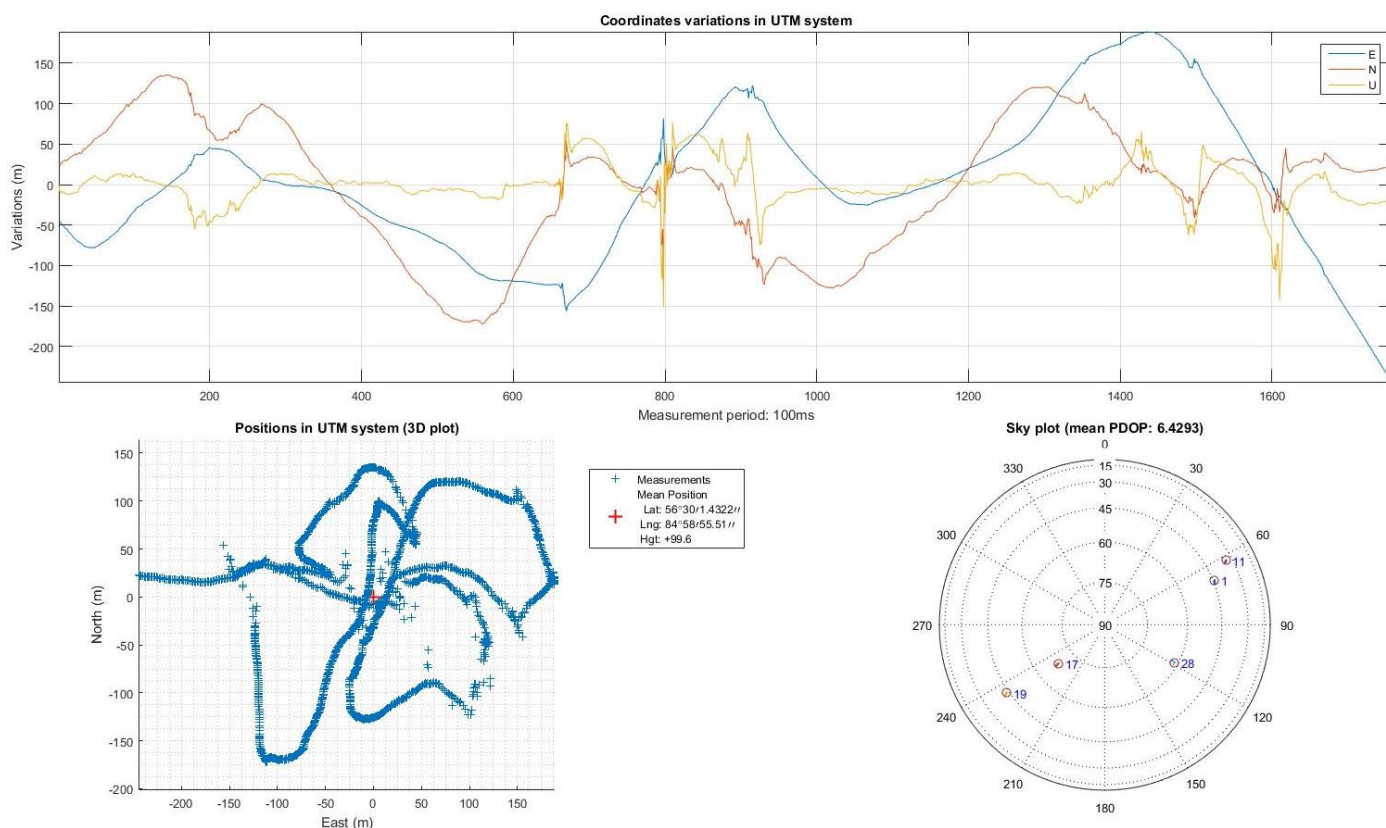 Coordinates variations in UTM system
150
100
50
0
-50
-100
-150
-200
Variations (m)
E
N
U
200 400 600 800 1000 1200 1400 1600
Measurement period: 100ms
Positions in UTM system (3D plot)
150
100
50
0
-50
-100
-150
-200
North (m)
-200 -150 -100 -50 0 50 100 150
East (m)
Measurements
Mean Position
Lat: 56°30′1.4322″
Lng: 84°58′55.51″
Hgt: +99.6
Sky plot (mean PDOP: 6.4293)
0
15
30
45
60
75
90
30
60
90
120
150
180
210
240
270
300
330
11
1
28
17
19